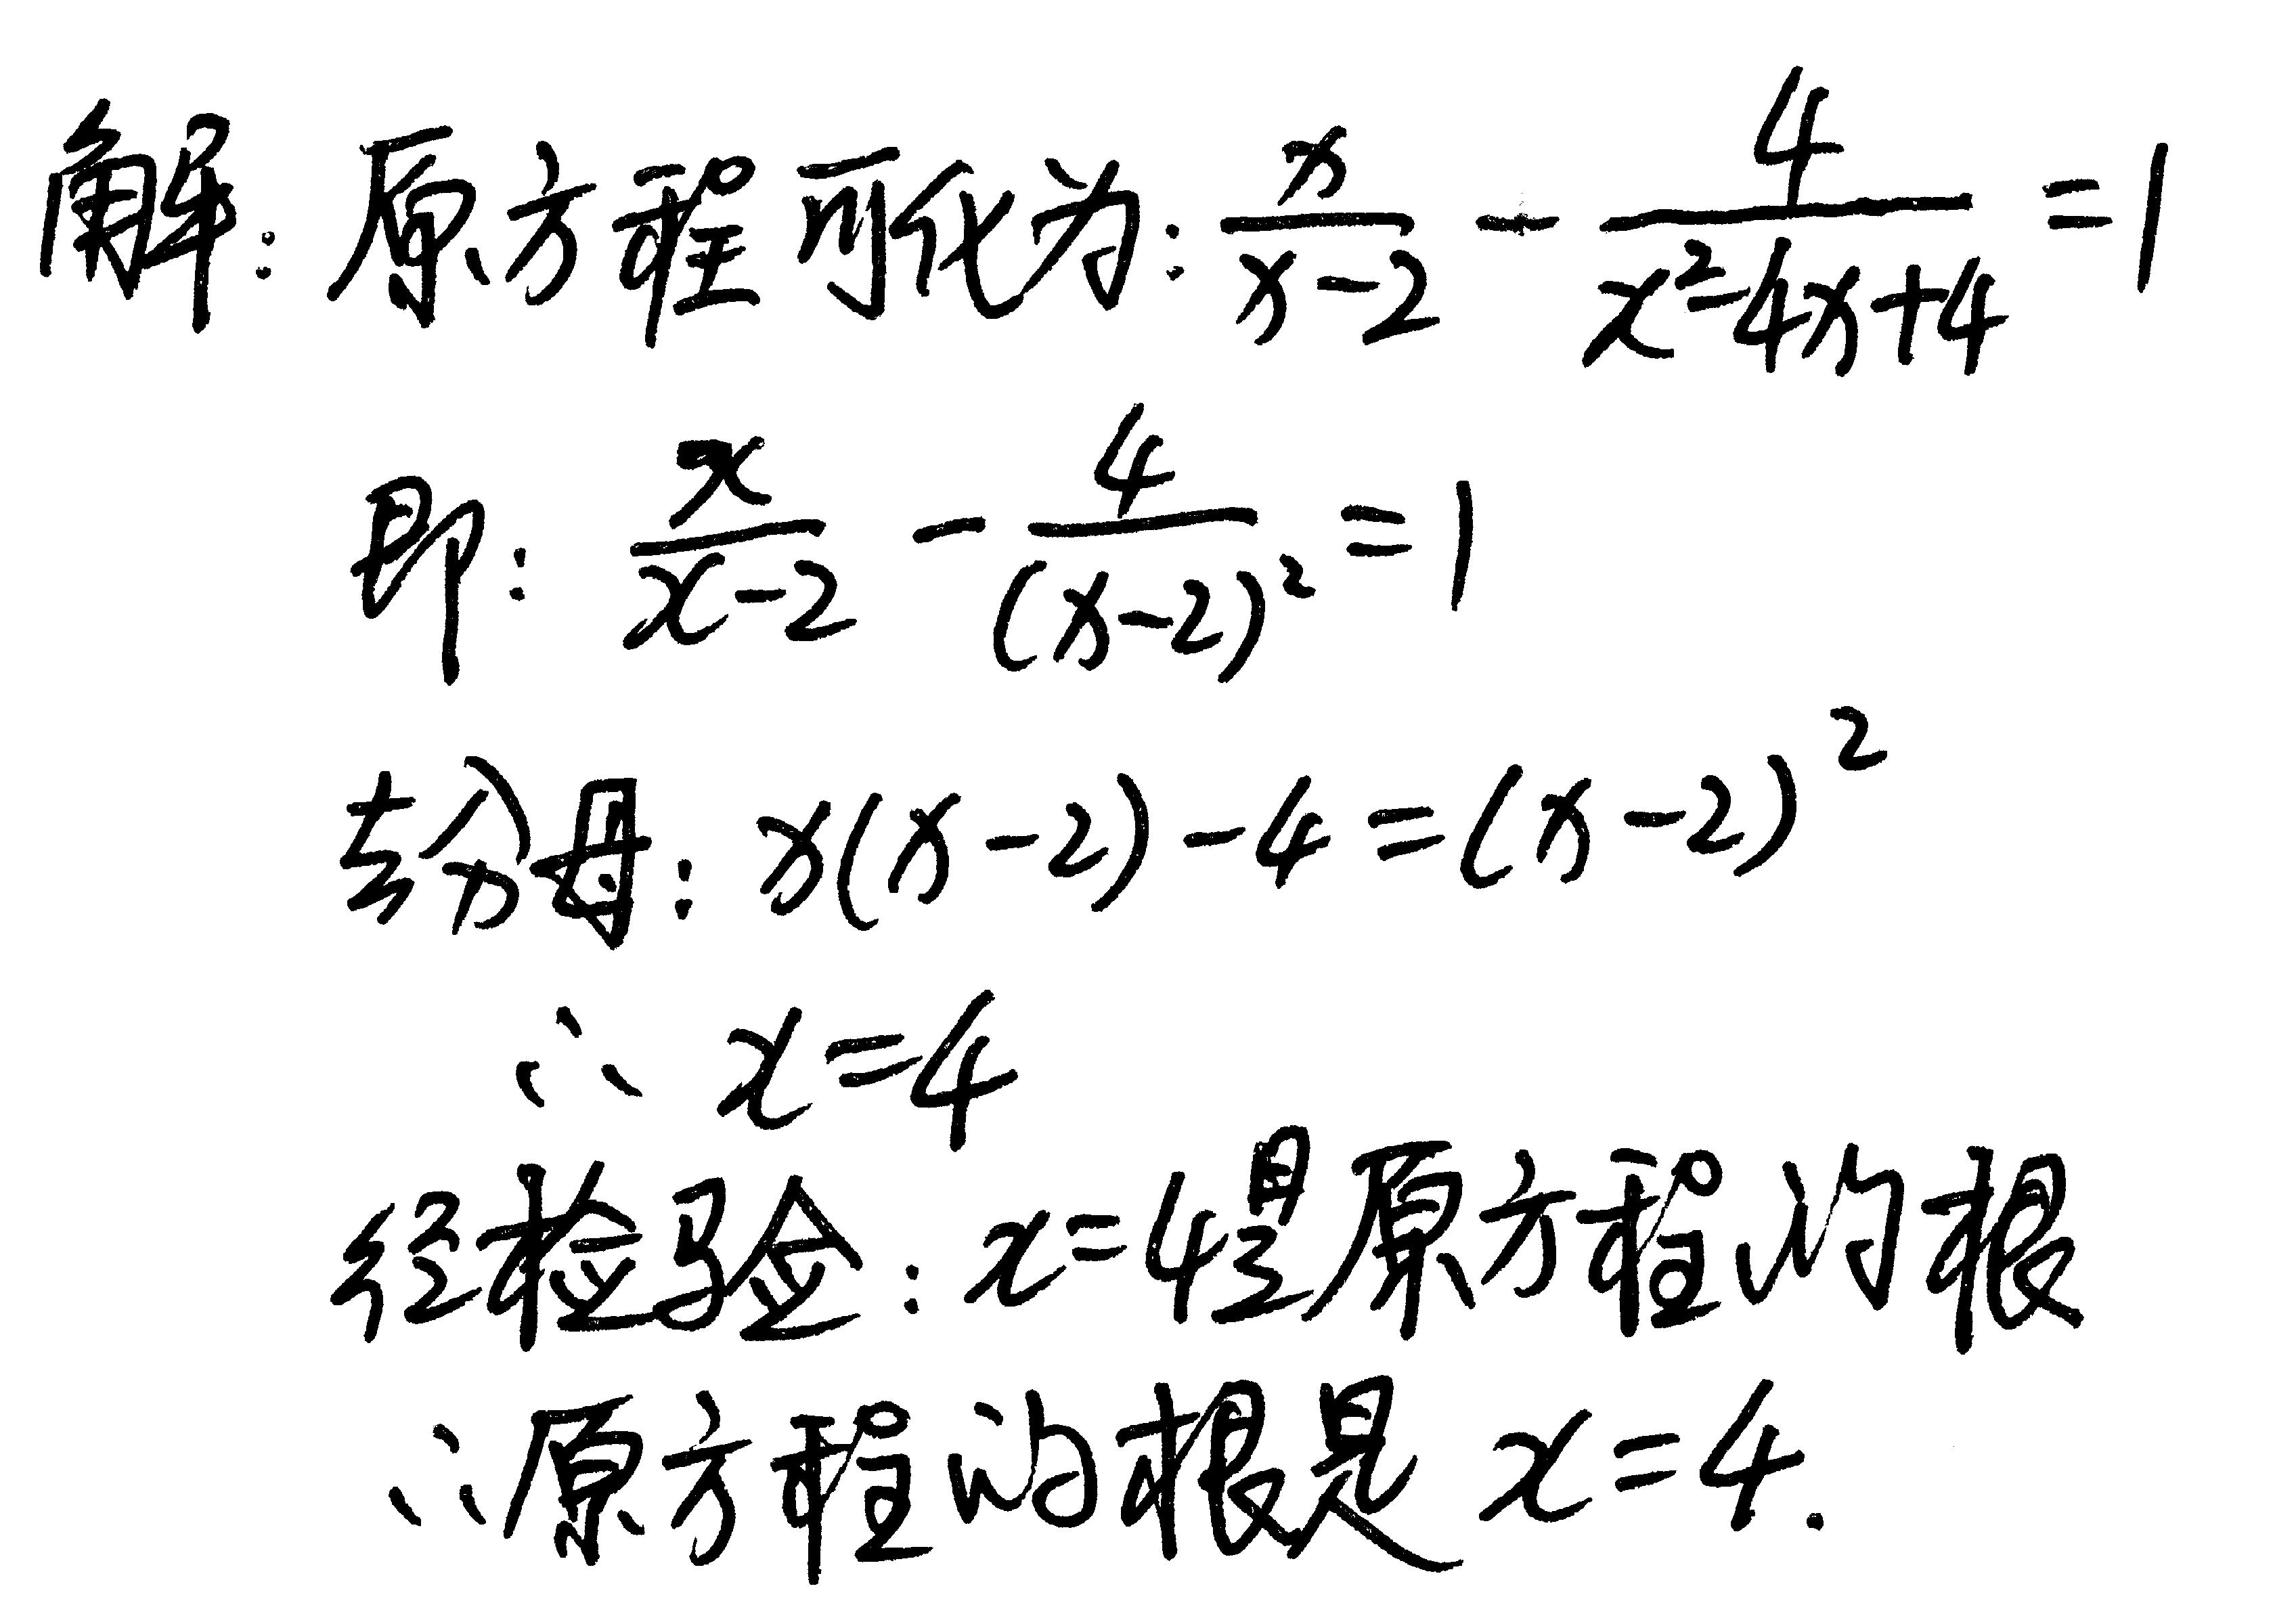 解：原方程可化为：$\frac{x}{x-2} - \frac{4}{x^2-4x+4} = 1$
即：$\frac{x}{x-2} - \frac{4}{(x-2)^2} = 1$
去分母：$x(x-2)-4=(x-2)^2$
∴ $x=4$
经检验：$x=4$是原方程的根
∴原方程的根是 $x=4$.